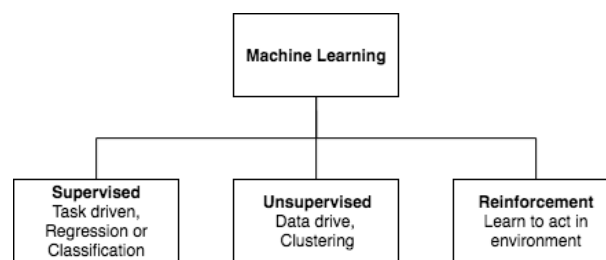 Machine Learning
Supervised
Task driven,
Regression or
Classification
Unsupervised
Data drive,
Clustering
Reinforcement
Learn to act in
environment